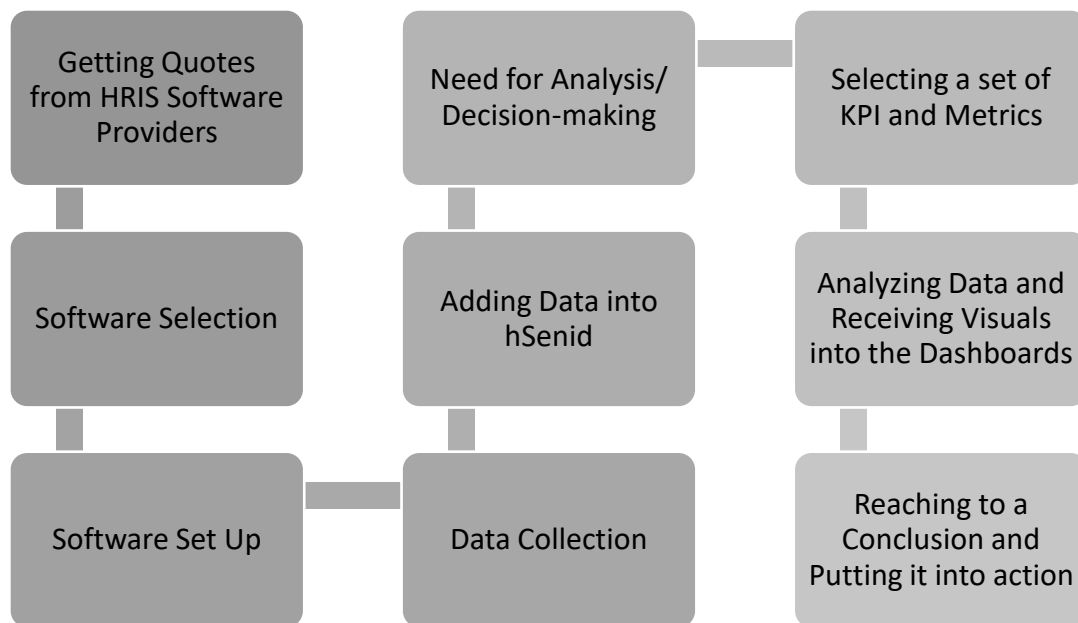 Getting Quotes
from HRIS Software
Providers
Software Selection
Software Set Up
Data Collection
Adding Data into
hSenid
Need for Analysis/
Decision-making
Selecting a set of
KPI and Metrics
Analyzing Data and
Receiving Visuals
into the Dashboards
Reaching to a
Conclusion and
Putting it into action